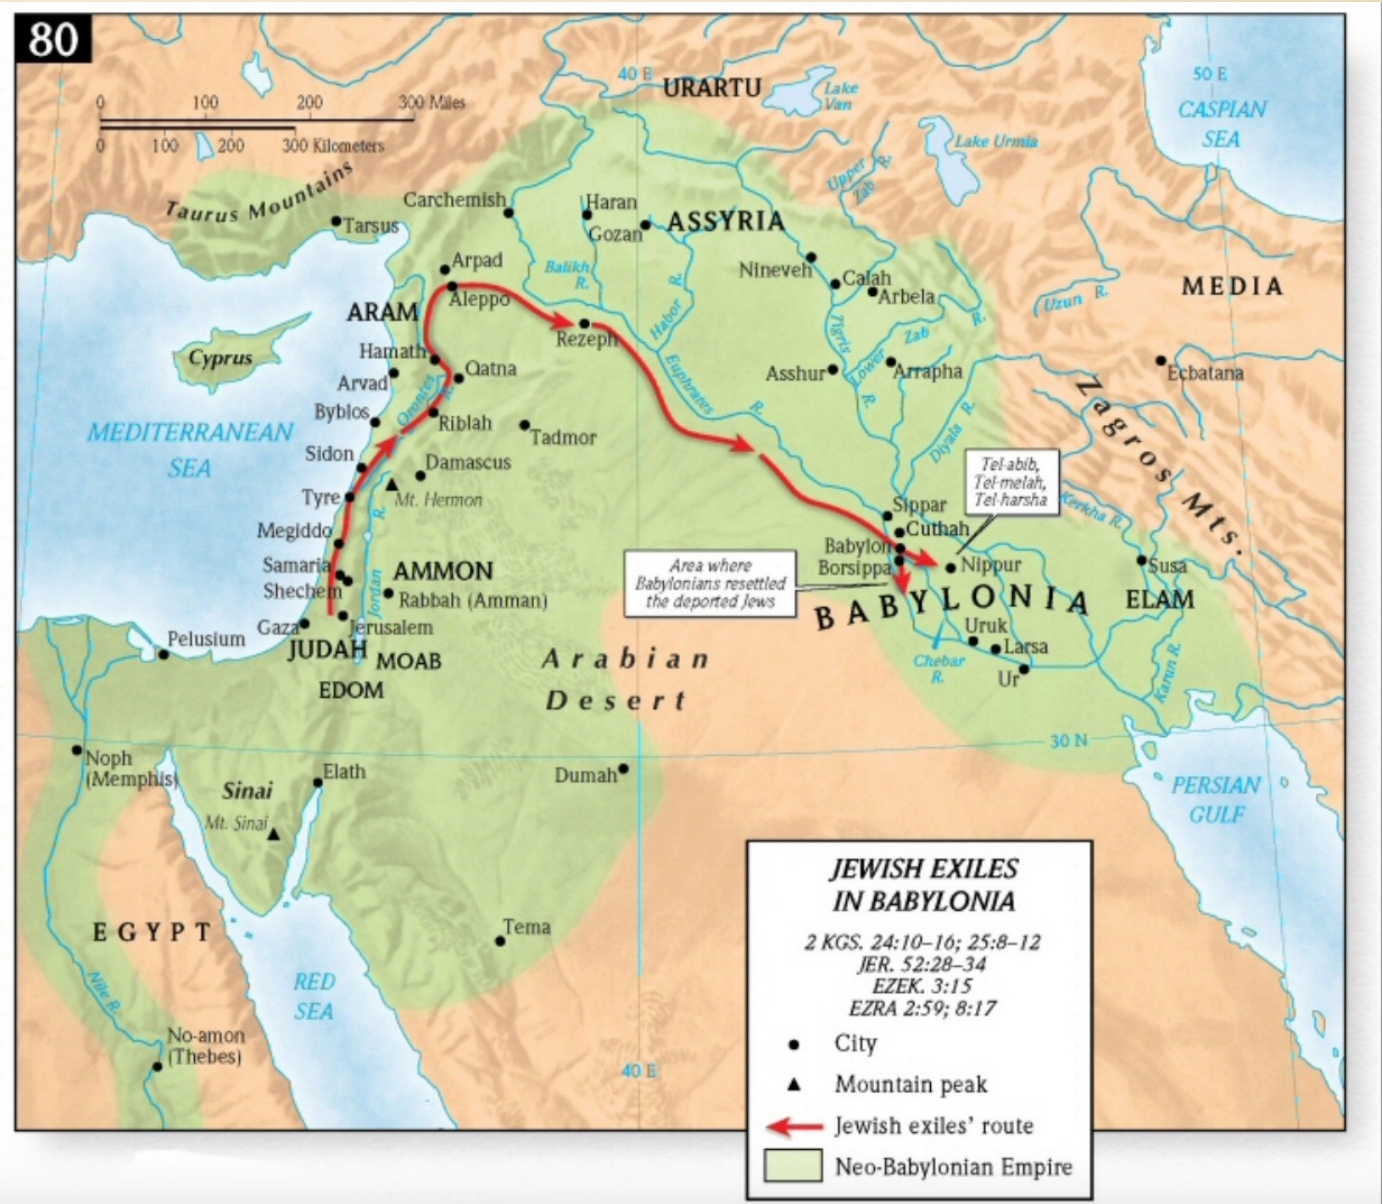 80
40 E
URARTU
Lake
Van
50 E
CASPIAN
SEA
0 100 200 300 Miles
0 100 200 300 Kilometers
Lake Urmia
Taurus Mountains
Upper
Zab R.
Carchemish
Haran
Gozan
ASSYRIA
Tarsus
Nineveh
Balikh
R.
Calah
Arbela
Arpad
Aleppo
MEDIA
Uzun R.
ARAM
Habor R.
Tigris
R.
Lower Zab
R.
Rezeph
Cyprus
Hamath
Qatna
Arvad
Orontes
R.
Euphrates
R.
Asshur
Arrapha
Ecbatana
Byblos
Riblah
Tadmor
Diyala R.
Zagros Mts.
MEDITERRANEAN
SEA
Sidon
Damascus
Tel-abib,
Tel-melah,
Tel-harsha
Tyre
Mt. Hermon
Kerkha R.
Sippar
Cuthah
Megiddo
Babylon
Borsippa
Nippur
Susa
Samaria
Shechem
Jordan
R.
AMMON
Rabbah (Amman)
Area where
Babylonians resettled
the deported Jews
BABYLONIA
ELAM
Gaza
Jerusalem
Pelusium
JUDAH
MOAB
EDOM
Uruk
Larsa
Ur
Chebar
R.
Karun R.
Arabian
Desert
30 N
Noph
(Memphis)
Elath
Sinai
Mt. Sinai
Dumah
PERSIAN
GULF
EGYPT
Nile R.
Tema
RED
SEA
No-amon
(Thebes)
40 E
JEWISH EXILES
IN BABYLONIA
2 KGS. 24:10–16; 25:8–12
JER. 52:28–34
EZEK. 3:15
EZRA 2:59; 8:17
City
Mountain peak
Jewish exiles’ route
Neo-Babylonian Empire